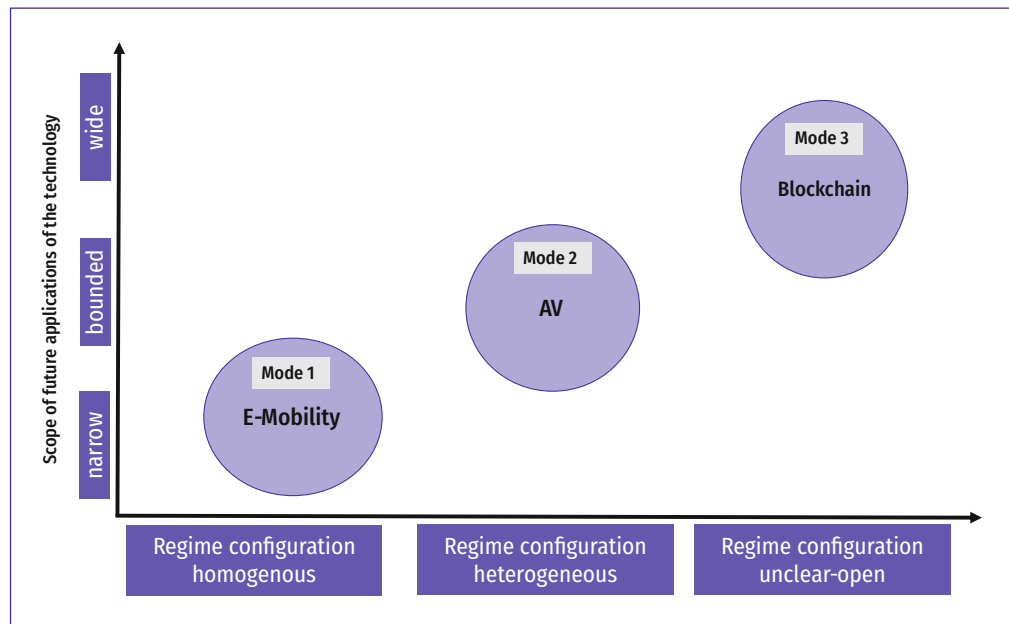 Scope of future applications of the technology
wide
bounded
narrow
Mode 3
Blockchain
Mode 2
AV
Mode 1
E-Mobility
Regime configuration
homogenous
Regime configuration
heterogeneous
Regime configuration
unclear-open